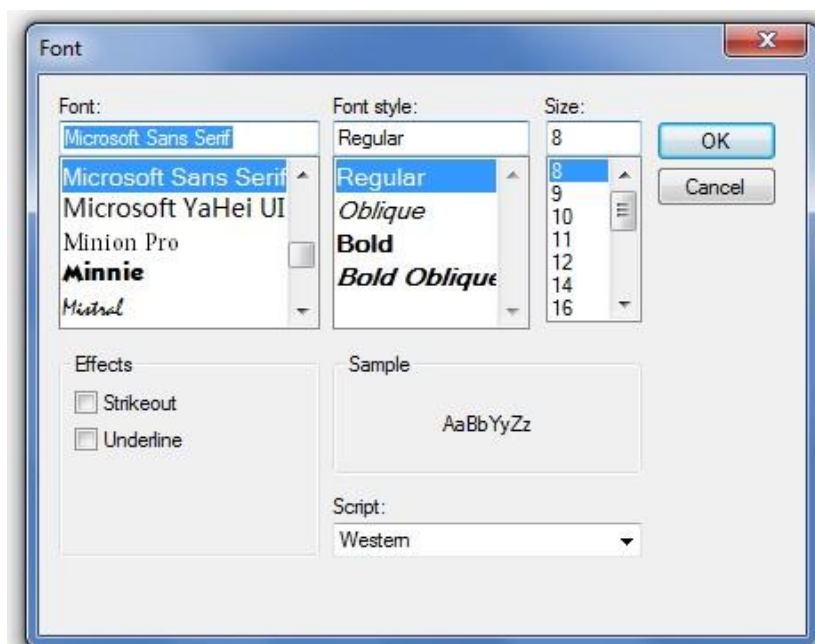 Font
Font: Font style: Size:
Microsoft Sans Serif Regular 8
OK
Microsoft Sans Serif Regular 8
Cancel
Microsoft YaHei UI Oblique 9
10
Minion Pro Bold 11
Minnie Bold Oblique 12
14
Mistral 16
Effects Sample
Strikeout
AaBbYyZz
Underline
Script:
Western